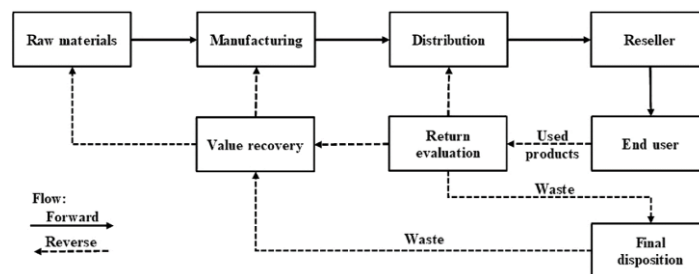 Raw materials
Manufacturing
Distribution
Reseller
Value recovery
Return
evaluation
Used
products
End user
Waste
Flow:
Forward
Reverse
Waste
Final
disposition